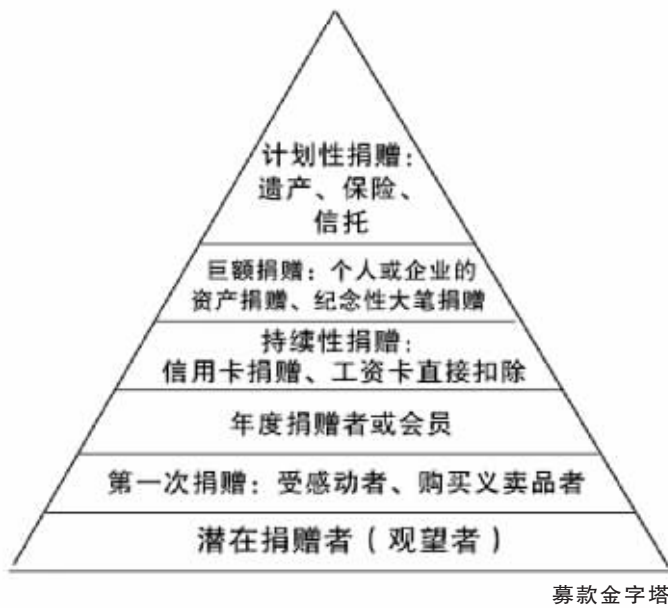 计划性捐赠：
遗产、保险、
信托
巨额捐赠：个人或企业的
资产捐赠、纪念性大笔捐赠
持续性捐赠：
信用卡捐赠、工资卡直接扣除
年度捐赠者或会员
第一次捐赠：受感动者、购买义卖品者
潜在捐赠者（观望者）
募款金字塔